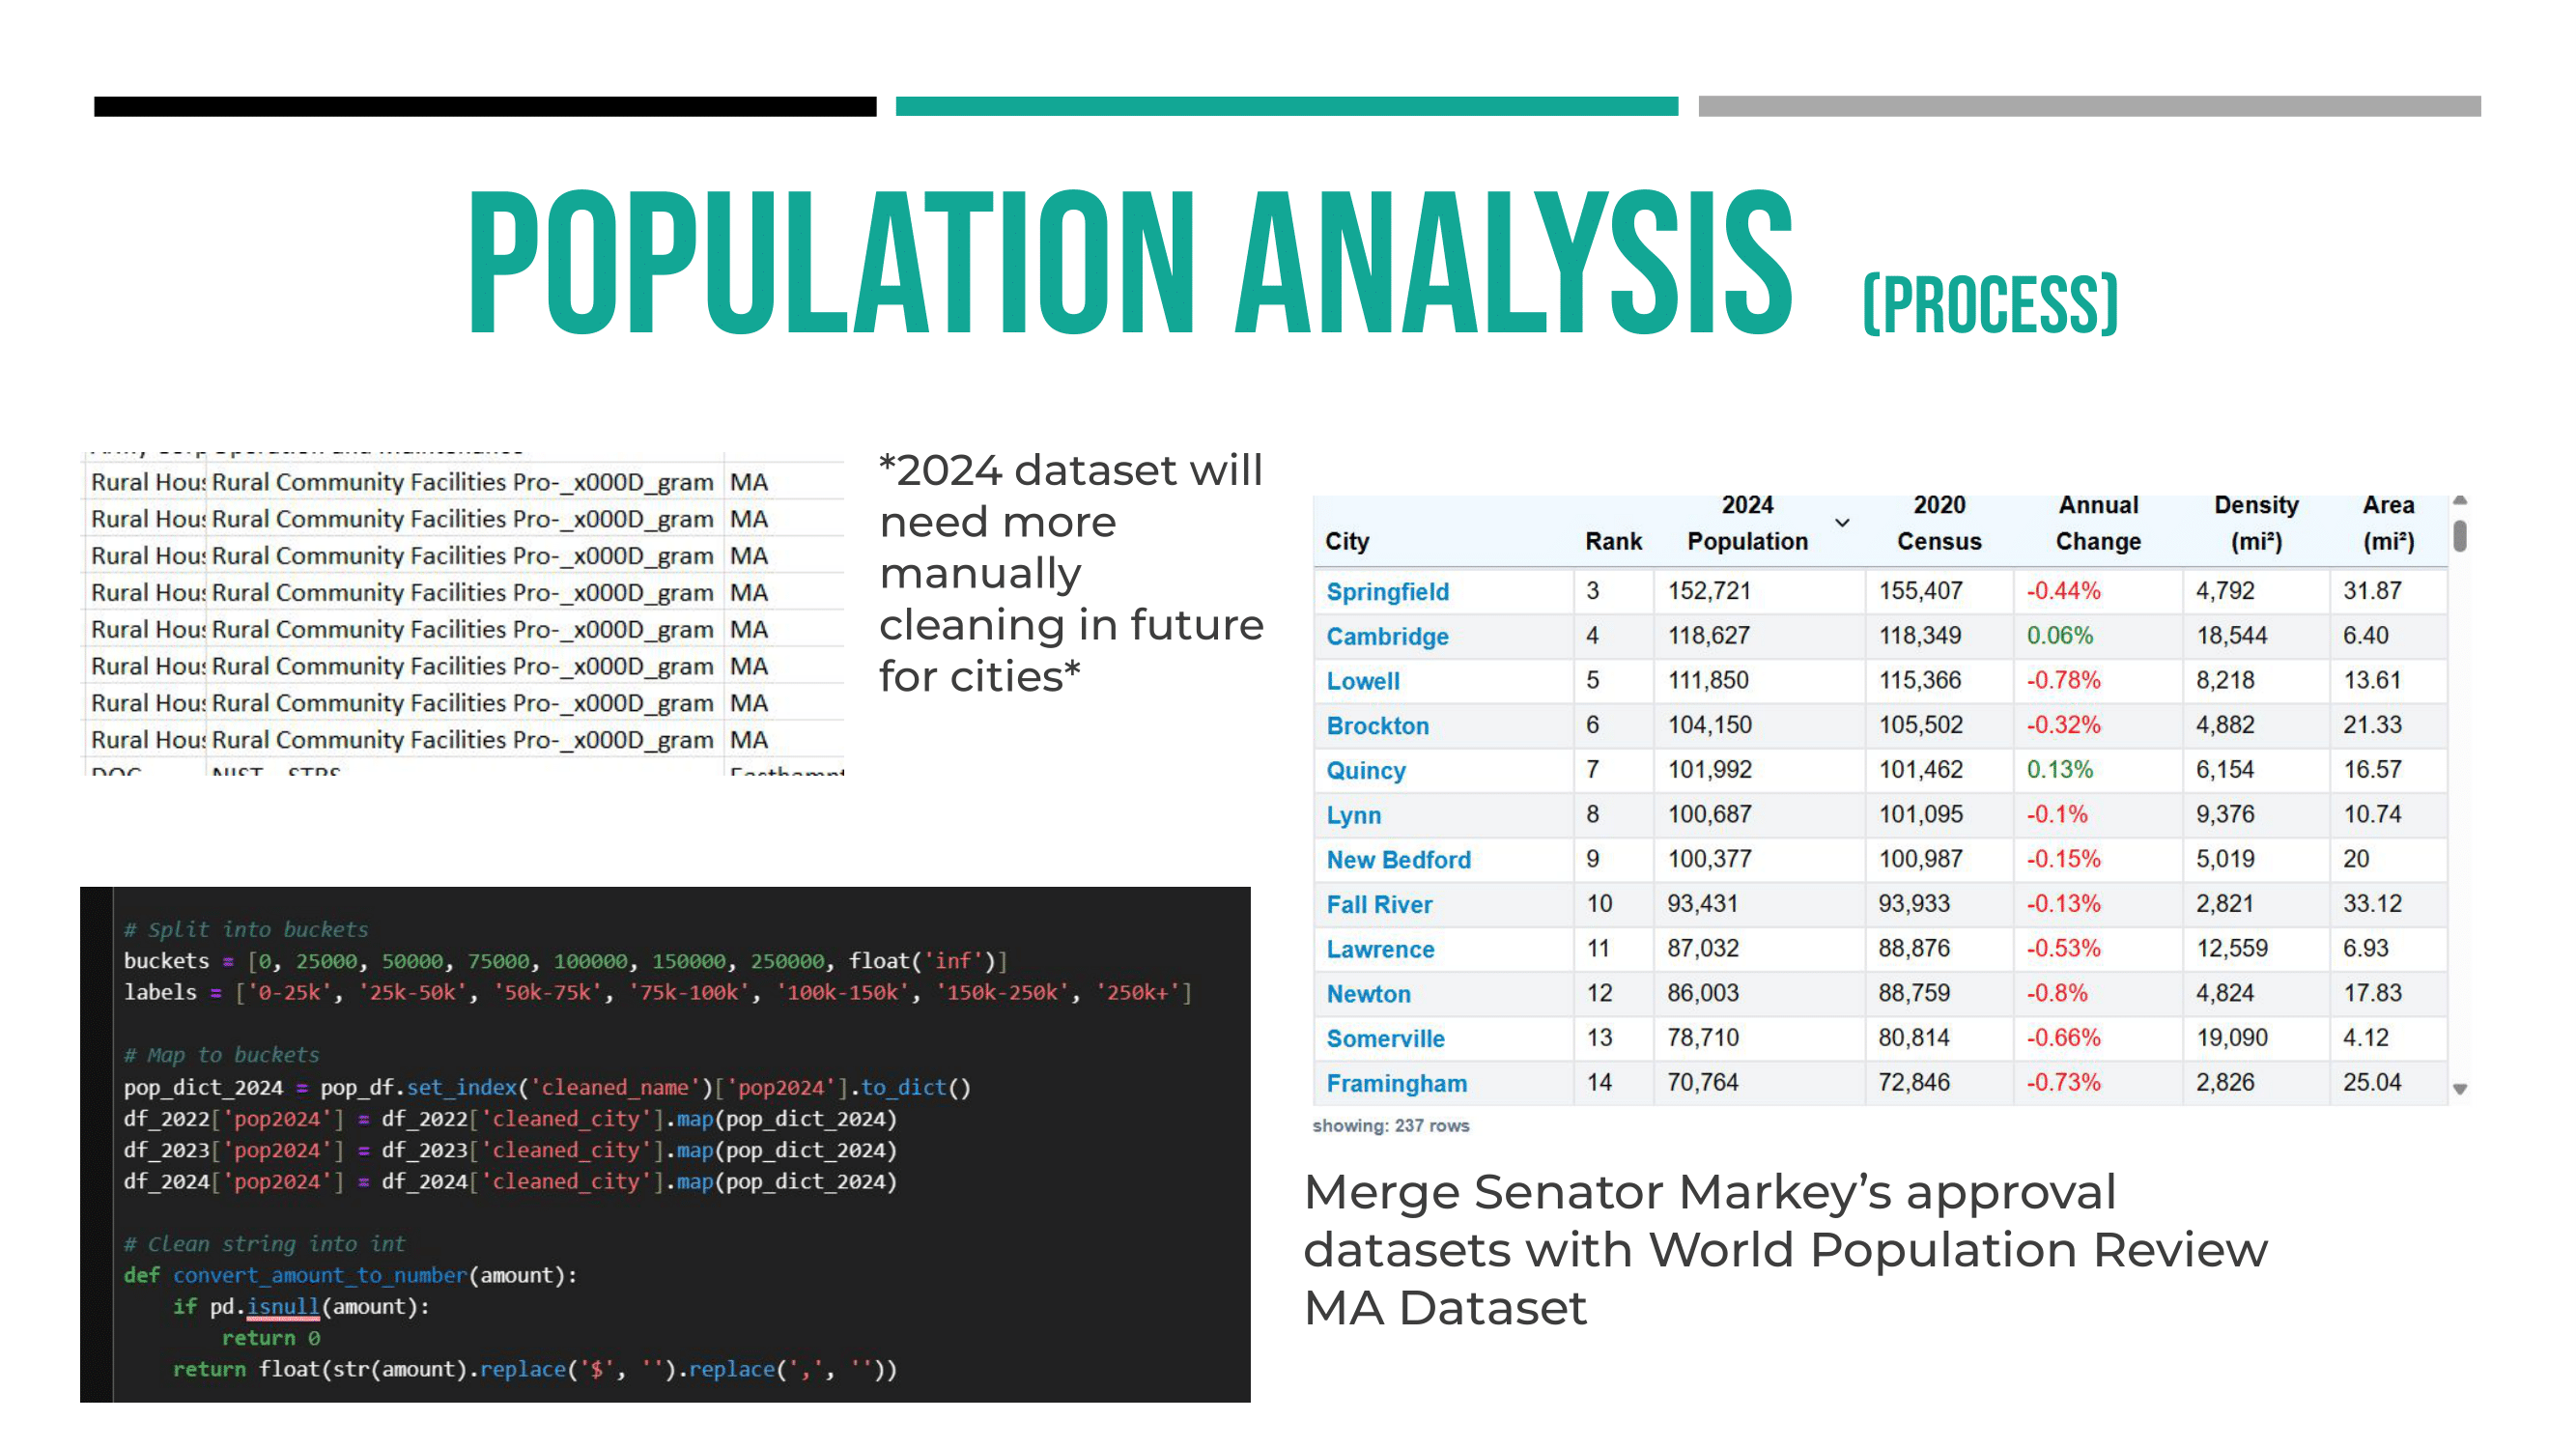 POPULATION ANALYSIS (PROCESS)
Rural Hous Rural Community Facilities Pro-_x000D_gram MA
Rural Hous Rural Community Facilities Pro-_x000D_gram MA
Rural Hous Rural Community Facilities Pro-_x000D_gram MA
Rural Hous Rural Community Facilities Pro-_x000D_gram MA
Rural Hous Rural Community Facilities Pro-_x000D_gram MA
Rural Hous Rural Community Facilities Pro-_x000D_gram MA
Rural Hous Rural Community Facilities Pro-_x000D_gram MA
Rural Hous Rural Community Facilities Pro-_x000D_gram MA
*2024 dataset will
need more
manually
cleaning in future
for cities*
# Split into buckets
buckets = [0, 25000, 50000, 75000, 100000, 150000, 250000, float('inf')]
labels = ['0-25k', '25k-50k', '50k-75k', '75k-100k', '100k-150k', '150k-250k', '250k+']
# Map to buckets
pop_dict_2024 = pop_df.set_index('cleaned_name')['pop2024'].to_dict()
df_2022['pop2024'] = df_2022['cleaned_city'].map(pop_dict_2024)
df_2023['pop2024'] = df_2023['cleaned_city'].map(pop_dict_2024)
df_2024['pop2024'] = df_2024['cleaned_city'].map(pop_dict_2024)
# Clean string into int
def convert_amount_to_number(amount):
    if pd.isnull(amount):
        return 0
    return float(str(amount).replace('$', '').replace(',', ''))
City Rank 2024 Population 2020 Census Annual Change Density (mi²) Area (mi²)
Springfield 3 152,721 155,407 -0.44% 4,792 31.87
Cambridge 4 118,627 118,349 0.06% 18,544 6.40
Lowell 5 111,850 115,366 -0.78% 8,218 13.61
Brockton 6 104,150 105,502 -0.32% 4,882 21.33
Quincy 7 101,992 101,462 0.13% 6,154 16.57
Lynn 8 100,687 101,095 -0.1% 9,376 10.74
New Bedford 9 100,377 100,987 -0.15% 5,019 20
Fall River 10 93,431 93,933 -0.13% 2,821 33.12
Lawrence 11 87,032 88,876 -0.53% 12,559 6.93
Newton 12 86,003 88,759 -0.8% 4,824 17.83
Somerville 13 78,710 80,814 -0.66% 19,090 4.12
Framingham 14 70,764 72,846 -0.73% 2,826 25.04
showing: 237 rows
Merge Senator Markey’s approval
datasets with World Population Review
MA Dataset